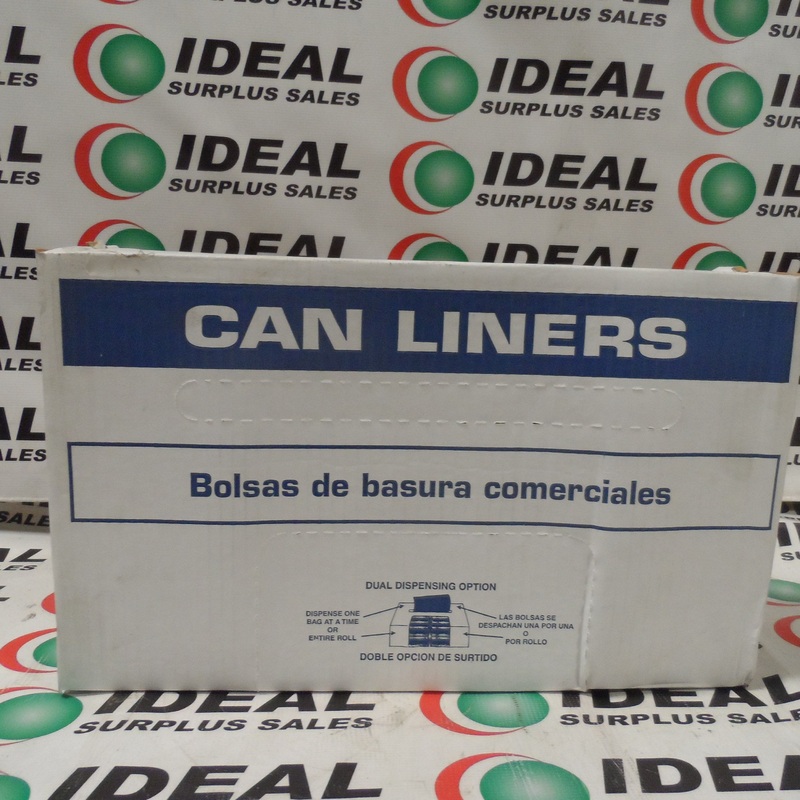 IDEAL
SURPLUS SALES
IDEAL
SURPLUS SALES
IDEAL
SURPLUS SALES
IDEAL
SURPLUS SALES
IDEAL
IDEAL
CAN LINERS
Bolsas de basura comerciales
DUAL DISPENSING OPTION
DISPENSE ONE
BAG AT A TIME
OR
ENTIRE ROLL
LAS BOLSAS SE
DESPACHAN UNA POR UNA
O
POR ROLLO
DOBLE OPCION DE SURTIDO
IDEAL
SURPLUS SALES
IDEAL
SURPLUS SALES
IDEAL